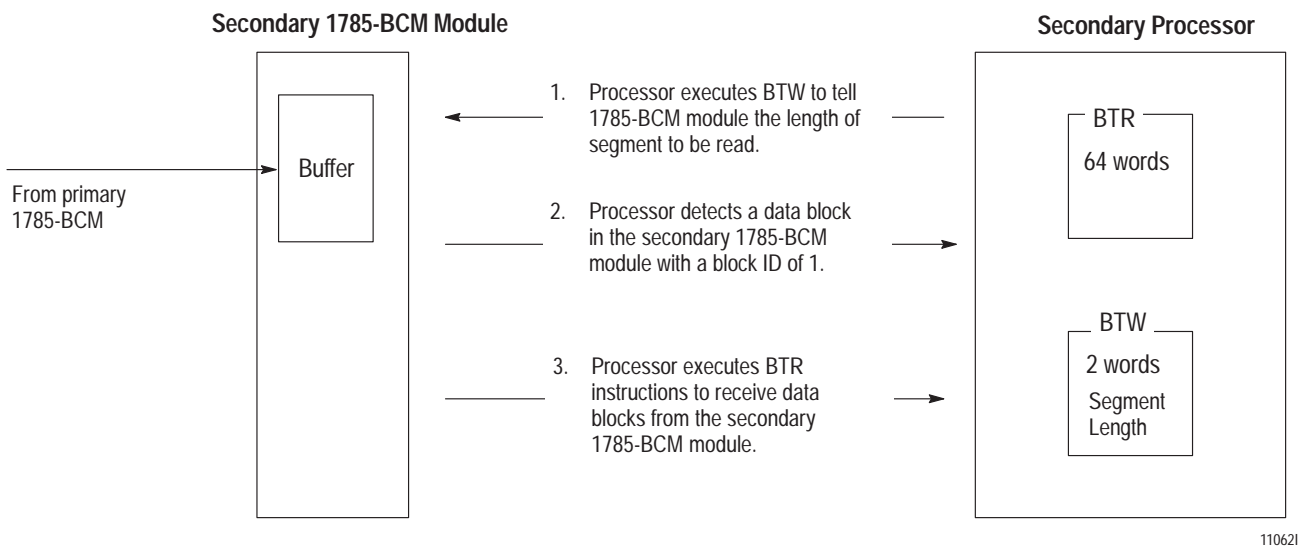 Secondary 1785-BCM Module
Secondary Processor
Buffer
From primary
1785-BCM
1. Processor executes BTW to tell
1785-BCM module the length of
segment to be read.
2. Processor detects a data block
in the secondary 1785-BCM
module with a block ID of 1.
3. Processor executes BTR
instructions to receive data
blocks from the secondary
1785-BCM module.
BTR
64 words
BTW
2 words
Segment
Length
11062I